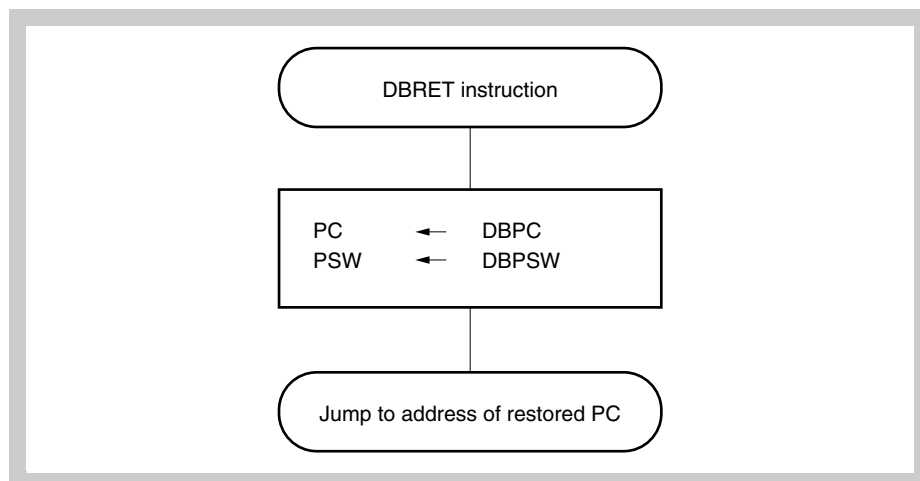 DBRET instruction
PC ← DBPC
PSW ← DBPSW
Jump to address of restored PC